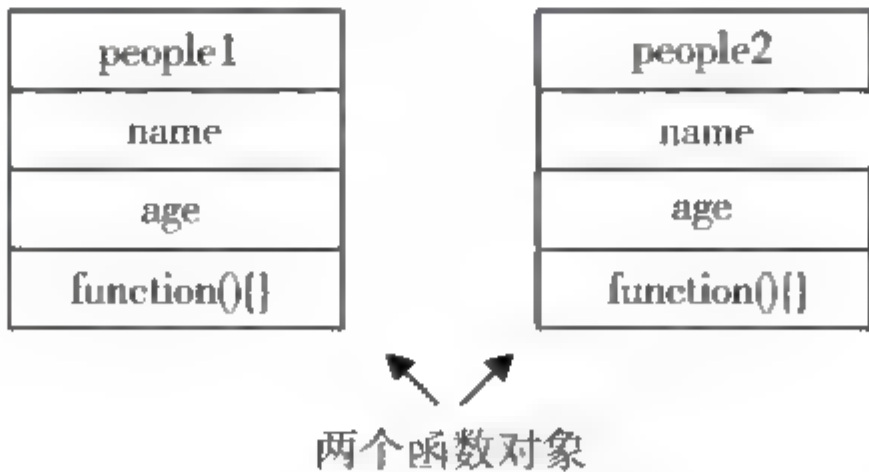 people1
name
age
function(){}
people2
name
age
function(){}
两个函数对象